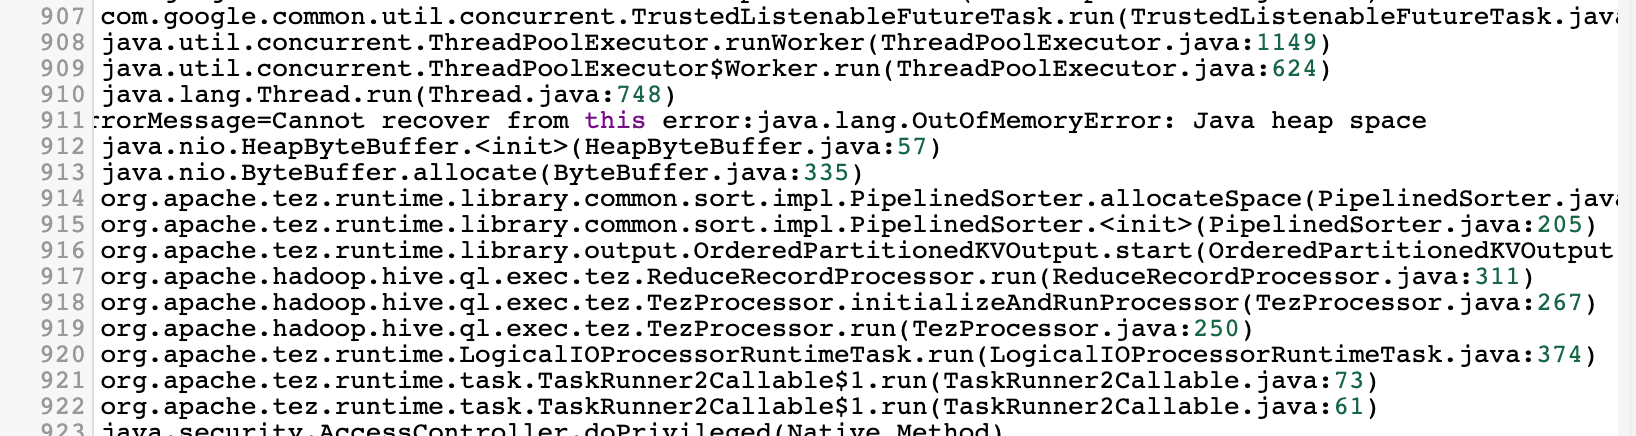 907 com.google.common.util.concurrent.TrustedListenableFutureTask.run(TrustedListenableFutureTask.java
908 java.util.concurrent.ThreadPoolExecutor.runWorker(ThreadPoolExecutor.java:1149)
909 java.util.concurrent.ThreadPoolExecutor$Worker.run(ThreadPoolExecutor.java:624)
910 java.lang.Thread.run(Thread.java:748)
911 rrorMessage=Cannot recover from this error:java.lang.OutOfMemoryError: Java heap space
912 java.nio.HeapByteBuffer.<init>(HeapByteBuffer.java:57)
913 java.nio.ByteBuffer.allocate(ByteBuffer.java:335)
914 org.apache.tez.runtime.library.common.sort.impl.PipelinedSorter.allocateSpace(PipelinedSorter.java
915 org.apache.tez.runtime.library.common.sort.impl.PipelinedSorter.<init>(PipelinedSorter.java:205)
916 org.apache.tez.runtime.library.output.OrderedPartitionedKVOutput.start(OrderedPartitionedKVOutput
917 org.apache.hadoop.hive.ql.exec.tez.ReduceRecordProcessor.run(ReduceRecordProcessor.java:311)
918 org.apache.hadoop.hive.ql.exec.tez.TezProcessor.initializeAndRunProcessor(TezProcessor.java:267)
919 org.apache.hadoop.hive.ql.exec.tez.TezProcessor.run(TezProcessor.java:250)
920 org.apache.tez.runtime.LogicalIOProcessorRuntimeTask.run(LogicalIOProcessorRuntimeTask.java:374)
921 org.apache.tez.runtime.task.TaskRunner2Callable$1.run(TaskRunner2Callable.java:73)
922 org.apache.tez.runtime.task.TaskRunner2Callable$1.run(TaskRunner2Callable.java:61)
923 java.security.AccessController.doPrivileged(Native Method)